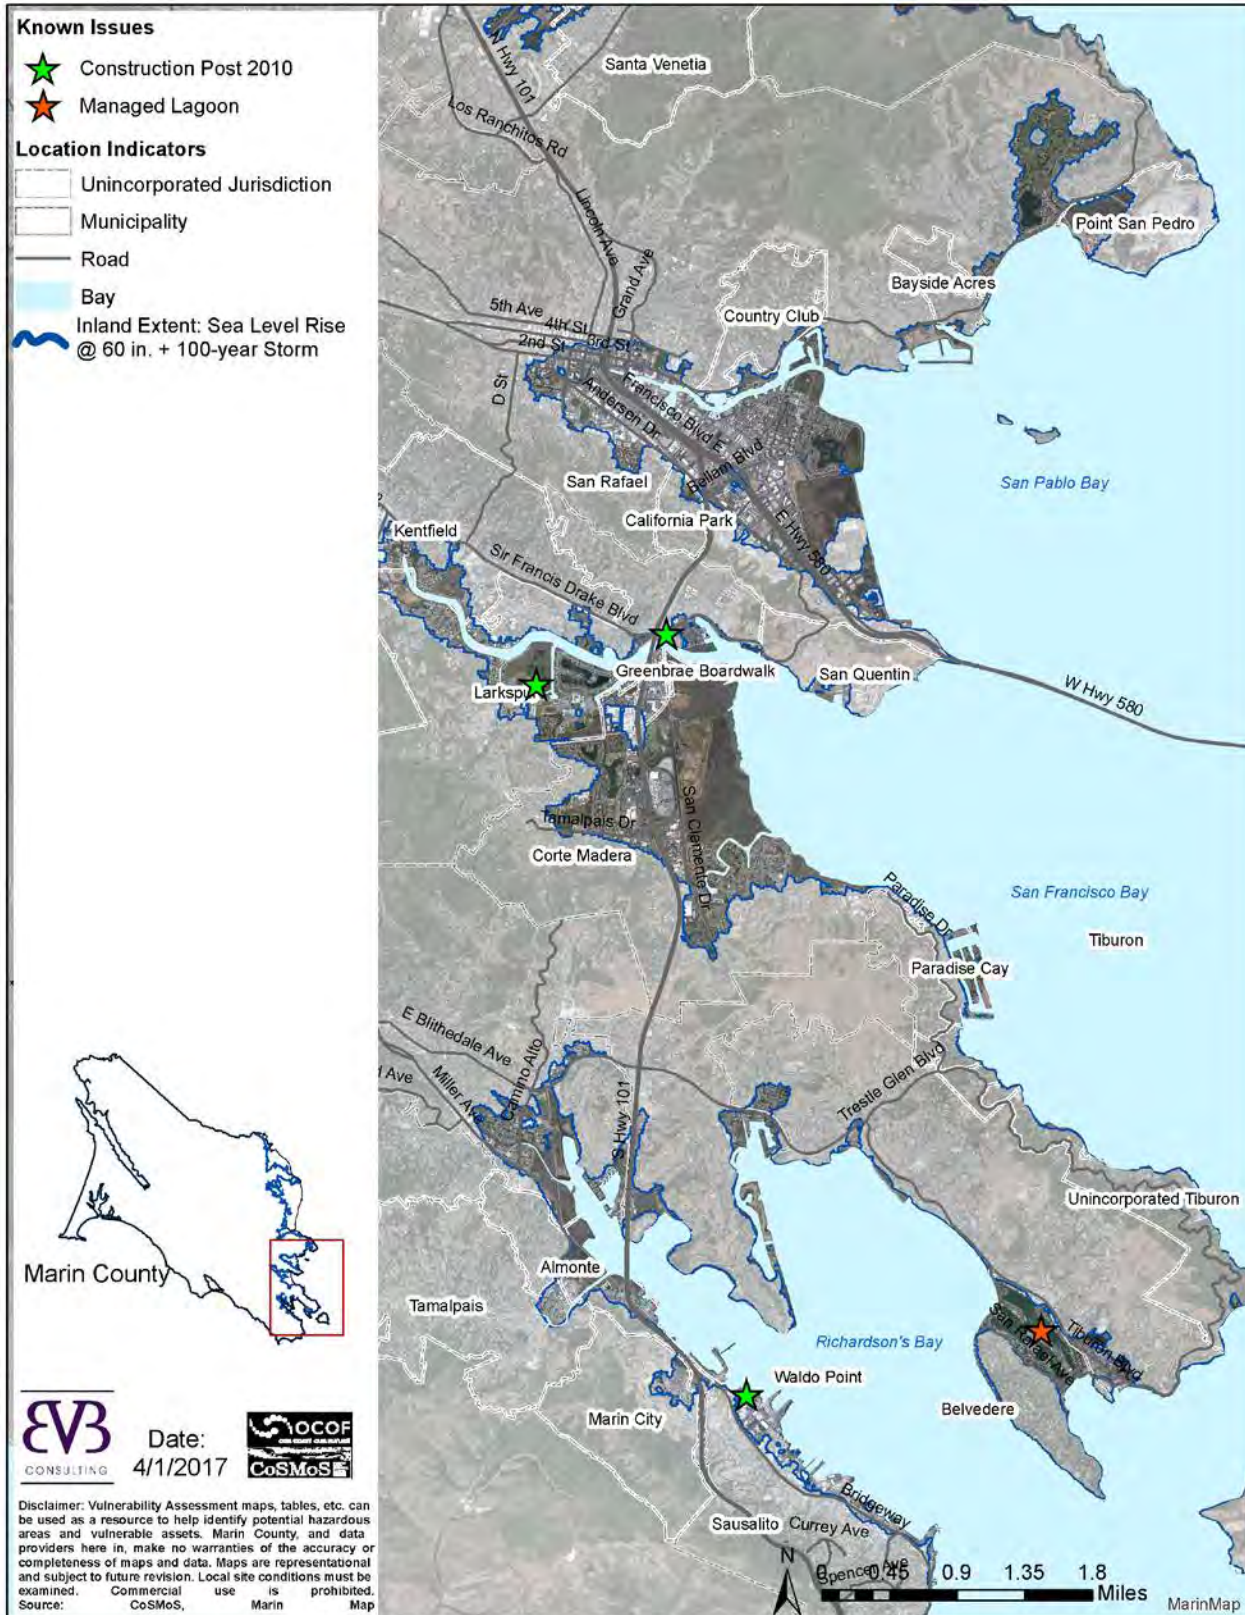 Known Issues
Construction Post 2010
Managed Lagoon
Location Indicators
Unincorporated Jurisdiction
Municipality
Road
Bay
Inland Extent: Sea Level Rise
@ 60 in. + 100-year Storm
Santa Venetia
N Hwy 101
Los Ranchitos Rd
Lincoln Ave
Grand Ave
Point San Pedro
Bayside Acres
Country Club
5th Ave
4th St
3rd St
2nd St
D St
Francisco Blvd E
Andersen Dr
Bellam Blvd
San Rafael
San Pablo Bay
California Park
E Hwy 580
Kentfield
Sir Francis Drake Blvd
Greenbrae Boardwalk
San Quentin
W Hwy 580
Larkspur
San Clemente Dr
Tamalpais Dr
Corte Madera
San Francisco Bay
Paradise Dr
Tiburon
Paradise Cay
E Blithedale Ave
Camino Alto
Miller Ave
d Ave
S Hwy 101
Trestle Glen Blvd
Unincorporated Tiburon
Almonte
Tamalpais
Richardson's Bay
San Rafael Ave
Tiburon Blvd
Waldo Point
Belvedere
Marin City
Bridgeway
Sausalito
Currey Ave
Spencer Ave
N
0 0.45 0.9 1.35 1.8
Miles
MarinMap
Marin County
EVB
CONSULTING
Date:
4/1/2017
OCOF
CoSMoS
Disclaimer: Vulnerability Assessment maps, tables, etc. can
be used as a resource to help identify potential hazardous
areas and vulnerable assets. Marin County, and data
providers here in, make no warranties of the accuracy or
completeness of maps and data. Maps are representational
and subject to future revision. Local site conditions must be
examined. Commercial use is prohibited.
Source: CoSMoS, Marin Map